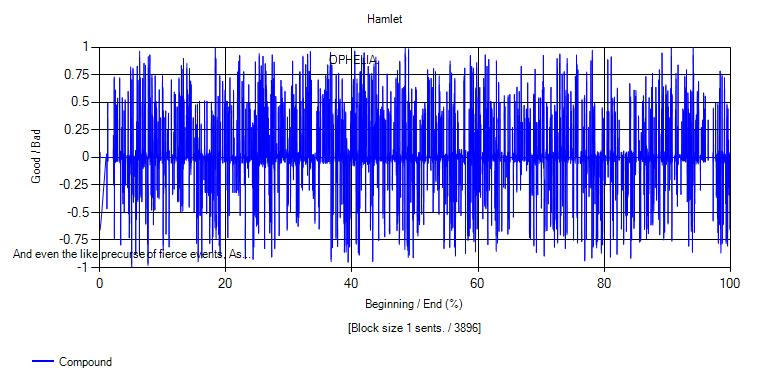 Hamlet
1
OPHELIA
0.75
0.5
0.25
0
-0.25
-0.5
-0.75
And even the like precurse of fierce events, As...
-1
Good / Bad
0 20 40 60 80 100
Beginning / End (%)
[Block size 1 sents. / 3896]
Compound